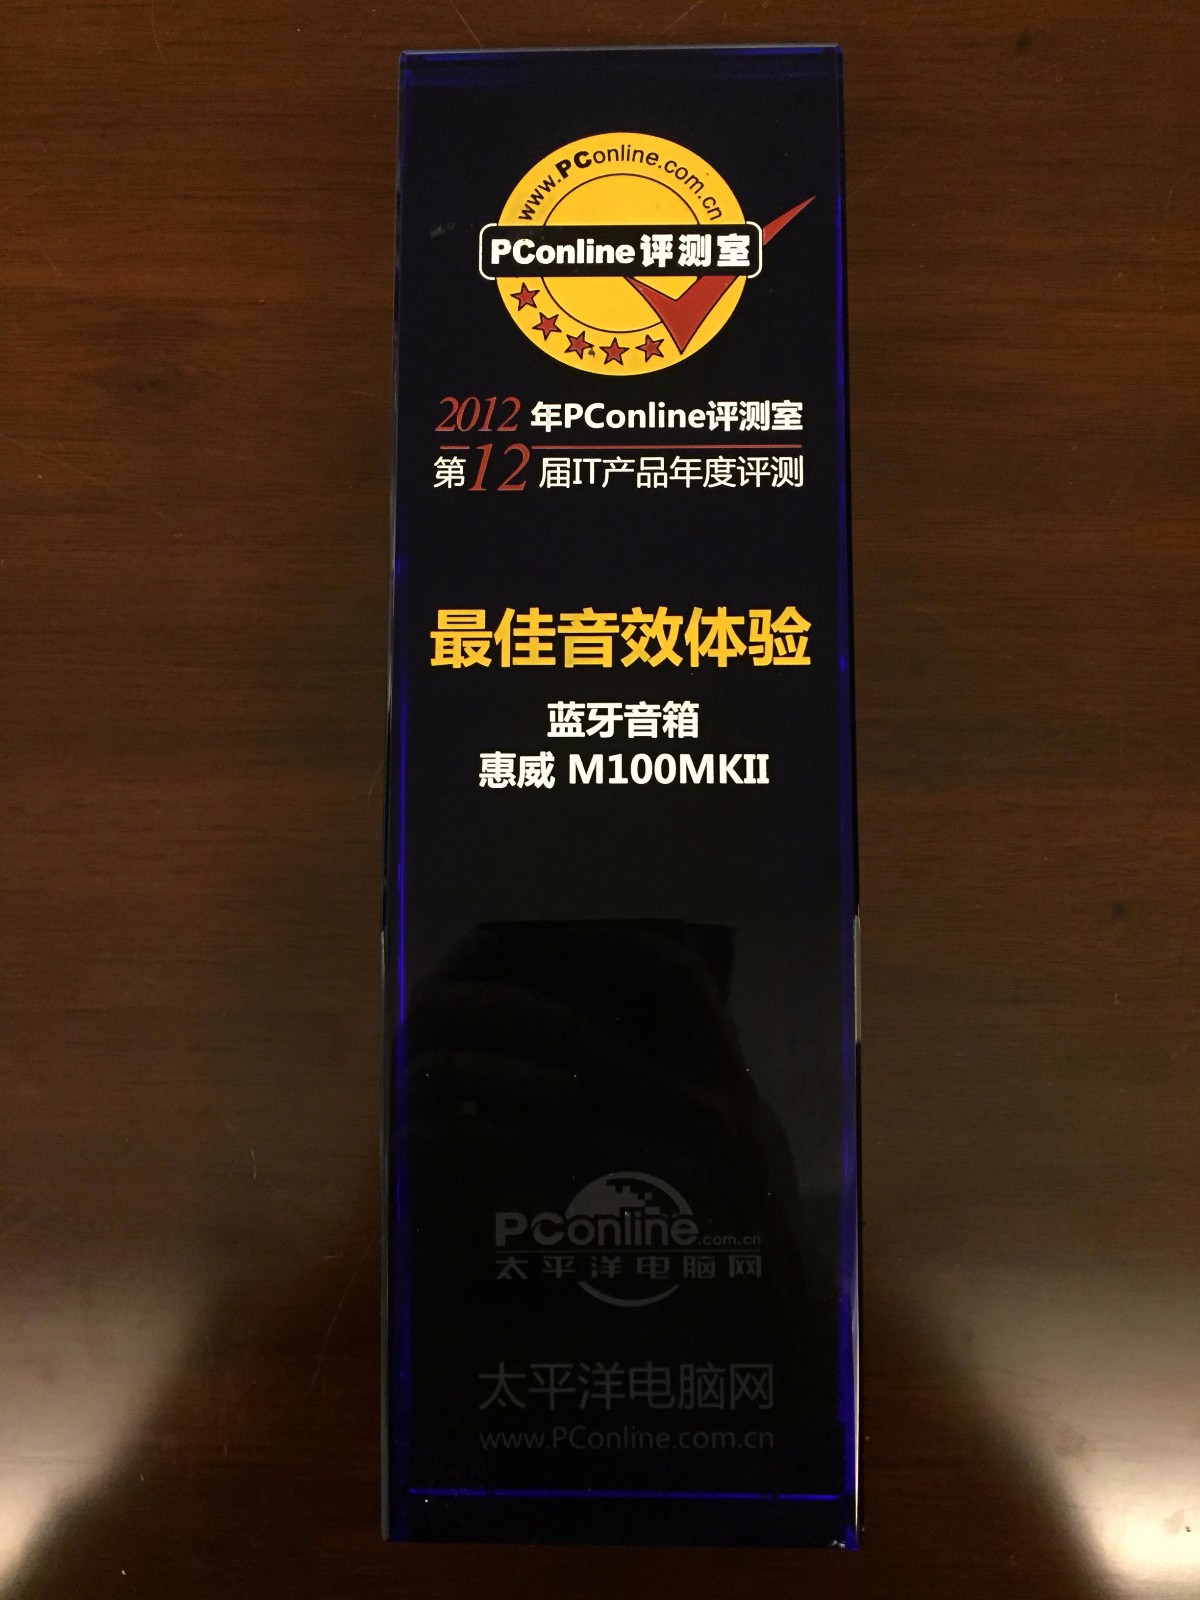 www.PConline.com.cn
PConline评测室
2012年PConline评测室
第12届IT产品年度评测
最佳音效体验
蓝牙音箱
惠威 M100MKII
PConline.com.cn
太平洋电脑网
太平洋电脑网
www.PConline.com.cn